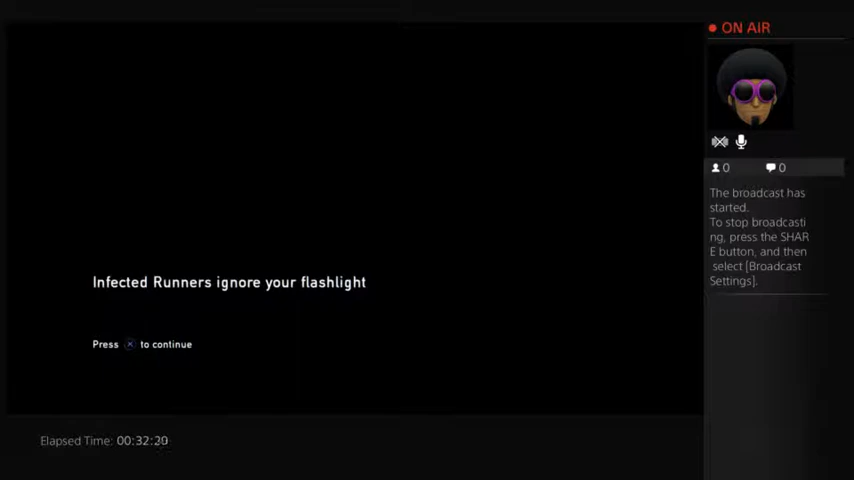 ON AIR
0 0
The broadcast has
started.
To stop broadcasti
ng, press the SHAR
E button, and then
select [Broadcast
Settings].
Infected Runners ignore your flashlight
Press ✕ to continue
Elapsed Time: 00:32:20